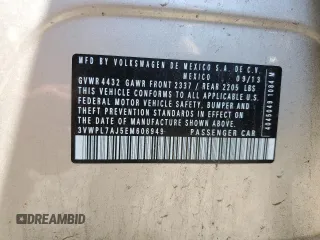 MFD BY VOLKSWAGEN DE MEXICO S.A. DE C.V.
MEXICO 09/13
GVWR 4432 GAWR FRONT 2337 / REAR 2205 LBS
THIS VEHICLE CONFORMS TO ALL APPLICABLE U.S.
FEDERAL MOTOR VEHICLE SAFETY, BUMPER AND
THEFT PREVENTION STANDARDS IN EFFECT ON
THE DATE OF MANUFACTURE SHOWN ABOVE.
3VWPL7AJ5EM606949 PASSENGER CAR
4045049 1084 M
DREAMBID